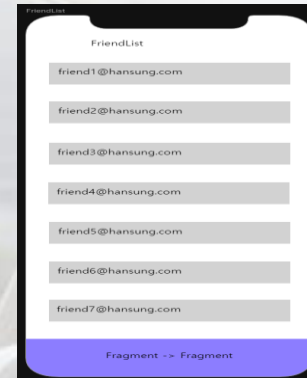 FriendList
FriendList
friend1@hansung.com
friend2@hansung.com
friend3@hansung.com
friend4@hansung.com
friend5@hansung.com
friend6@hansung.com
friend7@hansung.com
Fragment -> Fragment